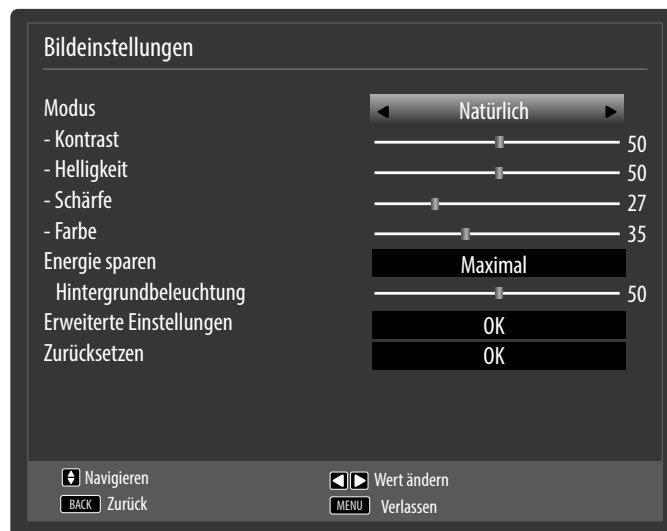 Bildeinstellungen
Modus Natürlich
- Kontrast 50
- Helligkeit 50
- Schärfe 27
- Farbe 35
Energie sparen Maximal
Hintergrundbeleuchtung 50
Erweiterte Einstellungen OK
Zurücksetzen OK
Navigieren Wert ändern
BACK Zurück MENU Verlassen